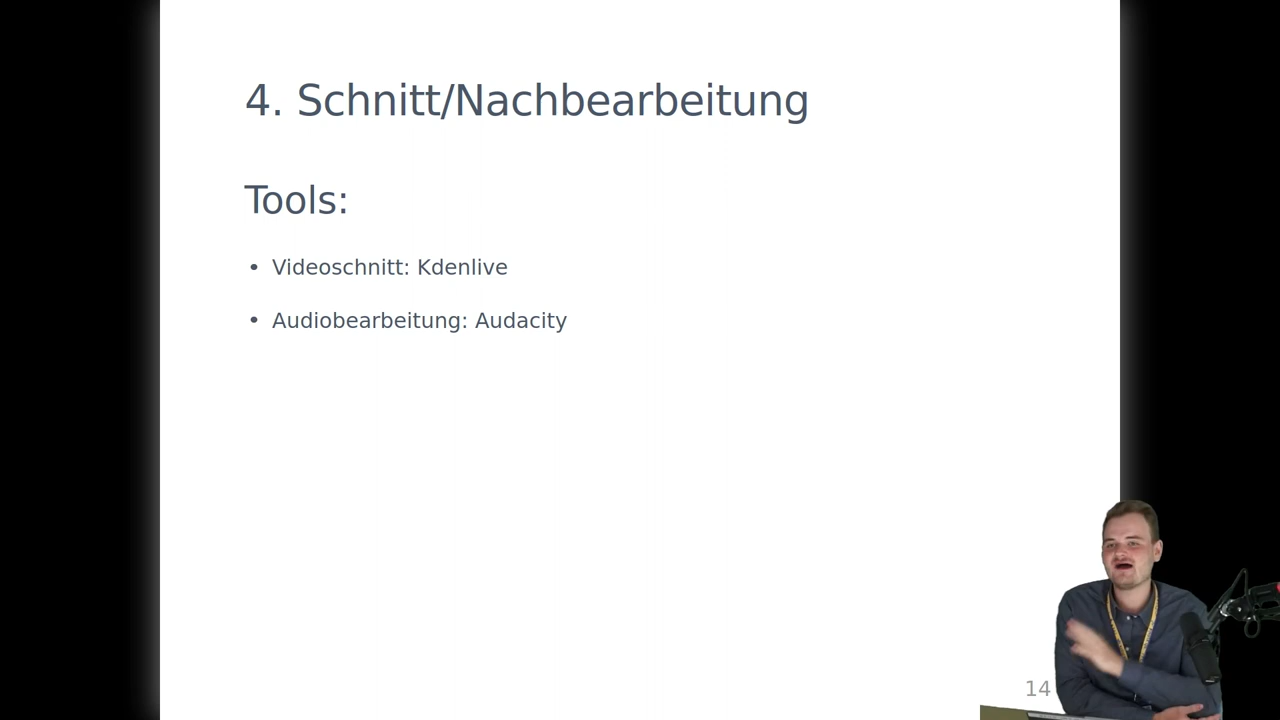 4. Schnitt/Nachbearbeitung
Tools:
• Videoschnitt: Kdenlive
• Audiobearbeitung: Audacity
14